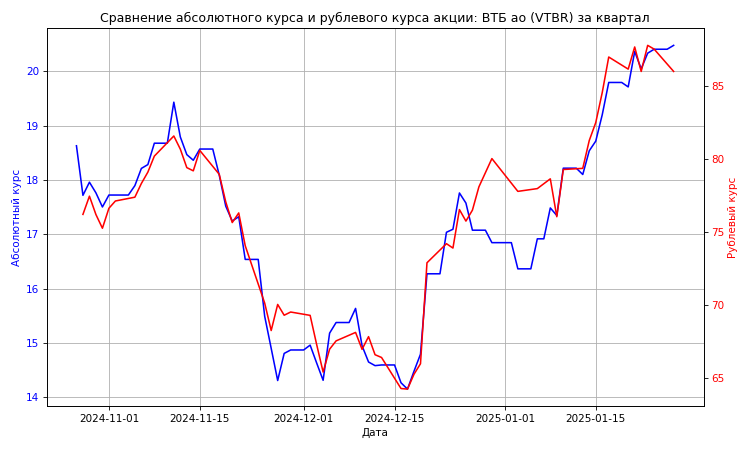 Сравнение абсолютного курса и рублевого курса акции: ВТБ ао (VTBR) за квартал
Абсолютный курс
20
19
18
17
16
15
14
85
80
75
70
65
Рублевый курс
2024-11-01 2024-11-15 2024-12-01 2024-12-15 2025-01-01 2025-01-15
Дата